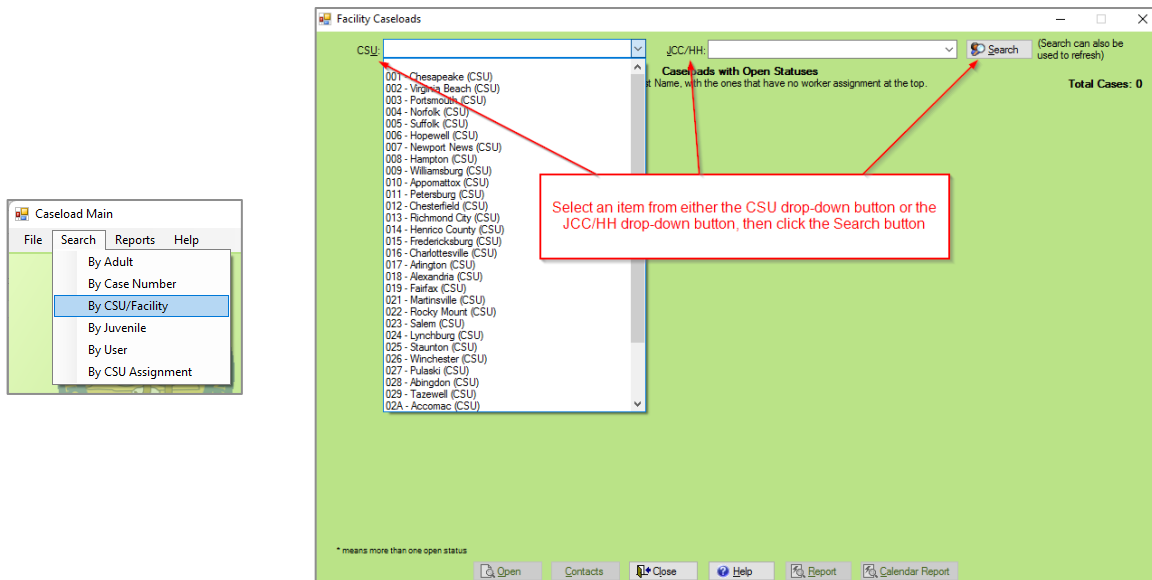 Caseload Main
File Search Reports Help
By Adult
By Case Number
By CSU/Facility
By Juvenile
By User
By CSU Assignment
Facility Caseloads
CSU:
JCC/HH:
Search
(Search can also be
used to refresh)
Caseloads with Open Statuses
Name, with the ones that have no worker assignment at the top.
Total Cases: 0
001 - Chesapeake (CSU)
002 - Virginia Beach (CSU)
003 - Portsmouth (CSU)
004 - Norfolk (CSU)
005 - Suffolk (CSU)
006 - Hopewell (CSU)
007 - Newport News (CSU)
008 - Hampton (CSU)
009 - Williamsburg (CSU)
010 - Appomattox (CSU)
011 - Petersburg (CSU)
012 - Chesterfield (CSU)
013 - Richmond City (CSU)
014 - Henrico County (CSU)
015 - Fredericksburg (CSU)
016 - Charlottesville (CSU)
017 - Arlington (CSU)
018 - Alexandria (CSU)
019 - Fairfax (CSU)
021 - Martinsville (CSU)
022 - Rocky Mount (CSU)
023 - Salem (CSU)
024 - Lynchburg (CSU)
025 - Staunton (CSU)
026 - Winchester (CSU)
027 - Pulaski (CSU)
028 - Abingdon (CSU)
029 - Tazewell (CSU)
02A - Accomac (CSU)
Select an item from either the CSU drop-down button or the
JCC/HH drop-down button, then click the Search button
* means more than one open status
Open Contacts Close Help Report Calendar Report